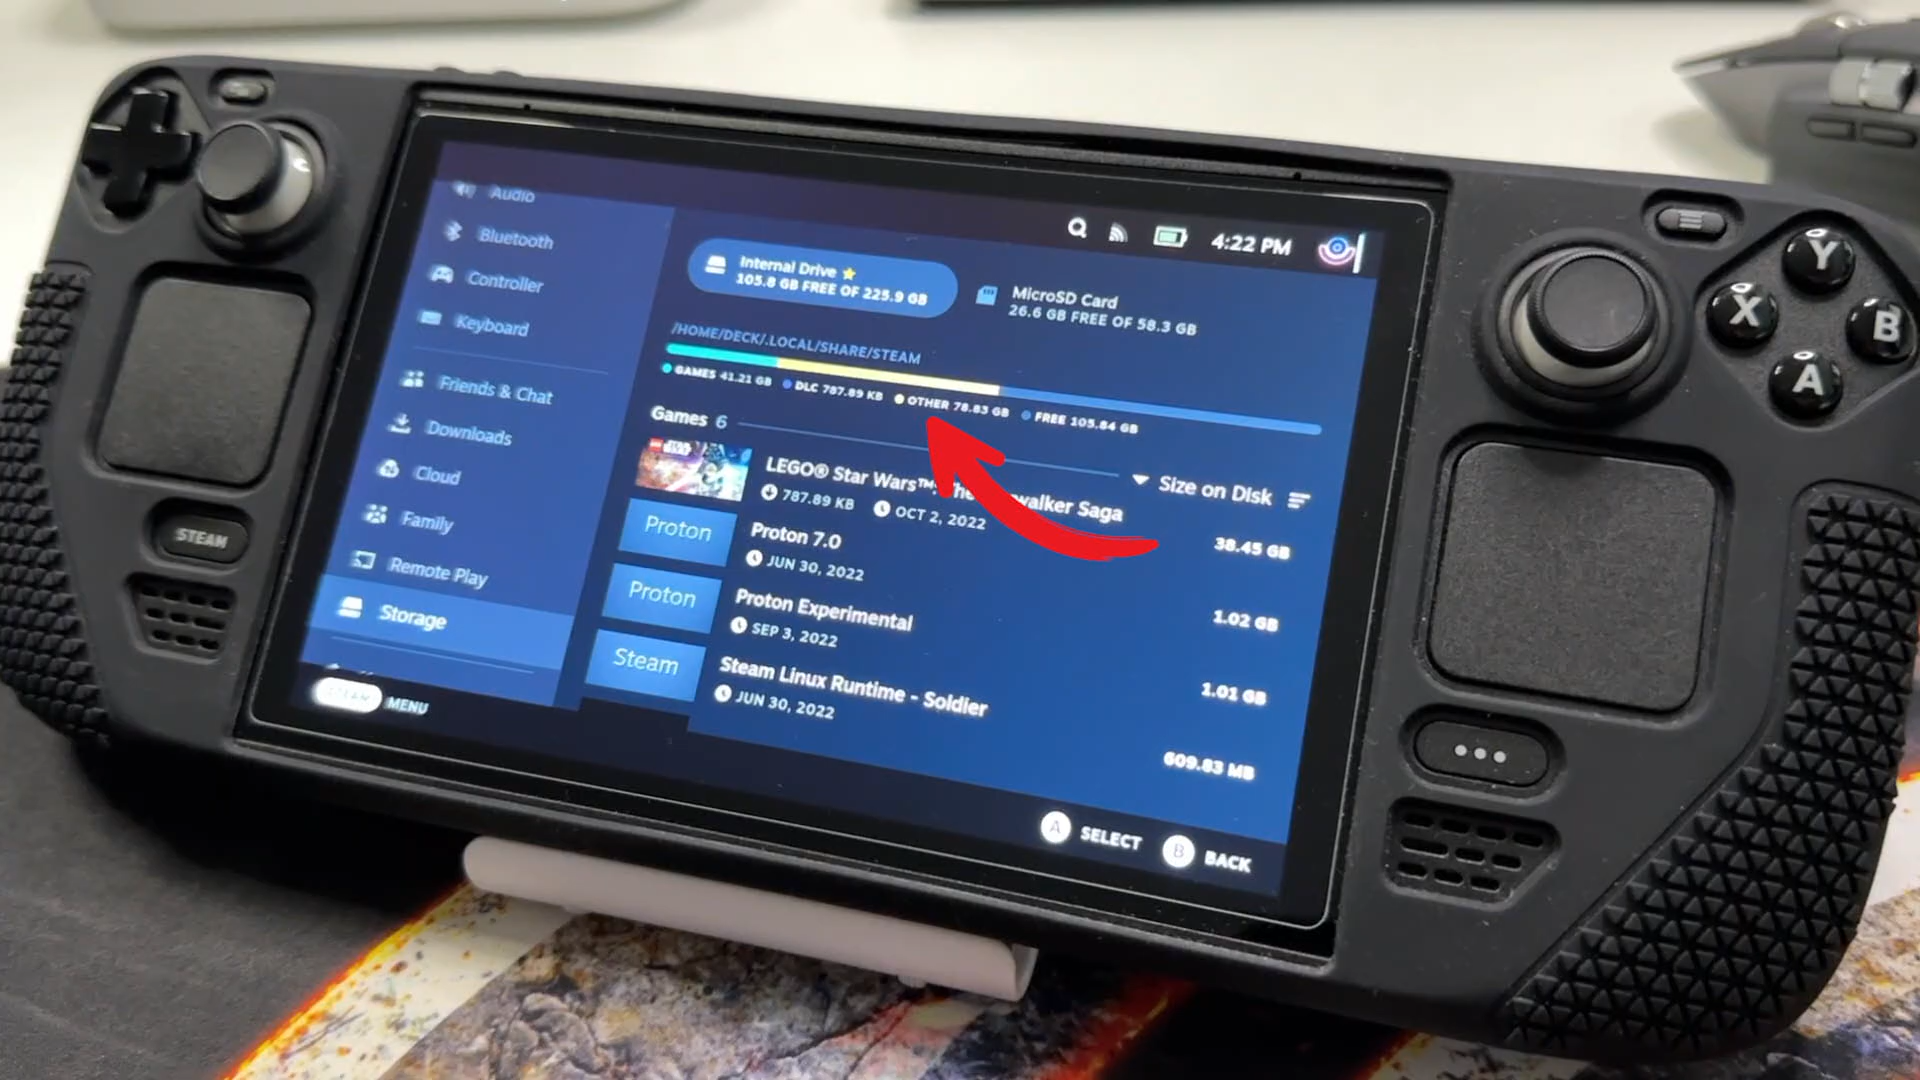 Audio
Bluetooth
Controller
Keyboard
Friends & Chat
Downloads
Cloud
Family
Remote Play
Storage
STEAM MENU
4:22 PM
Internal Drive
105.8 GB FREE OF 225.9 GB
MicroSD Card
26.6 GB FREE OF 58.3 GB
/HOME/DECK/.LOCAL/SHARE/STEAM
GAMES 41.21 GB DLC 787.89 KB OTHER 78.83 GB FREE 105.84 GB
Games 6
Size on Disk
LEGO® Star Wars™: The walker Saga
787.89 KB OCT 2, 2022
38.45 GB
Proton
Proton 7.0
JUN 30, 2022
1.02 GB
Proton
Proton Experimental
SEP 3, 2022
1.01 GB
Steam
Steam Linux Runtime - Soldier
JUN 30, 2022
609.83 MB
A SELECT B BACK
STEAM
Y
X
B
A